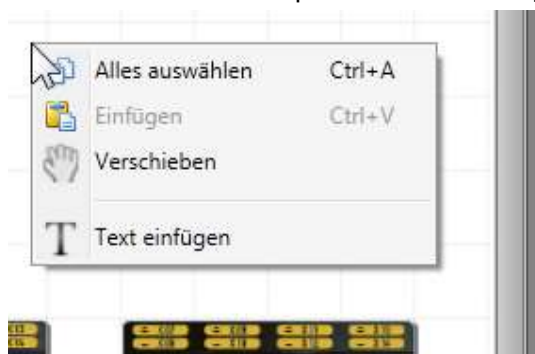 Alles auswählen Ctrl+A
Einfügen Ctrl+V
Verschieben
Text einfügen